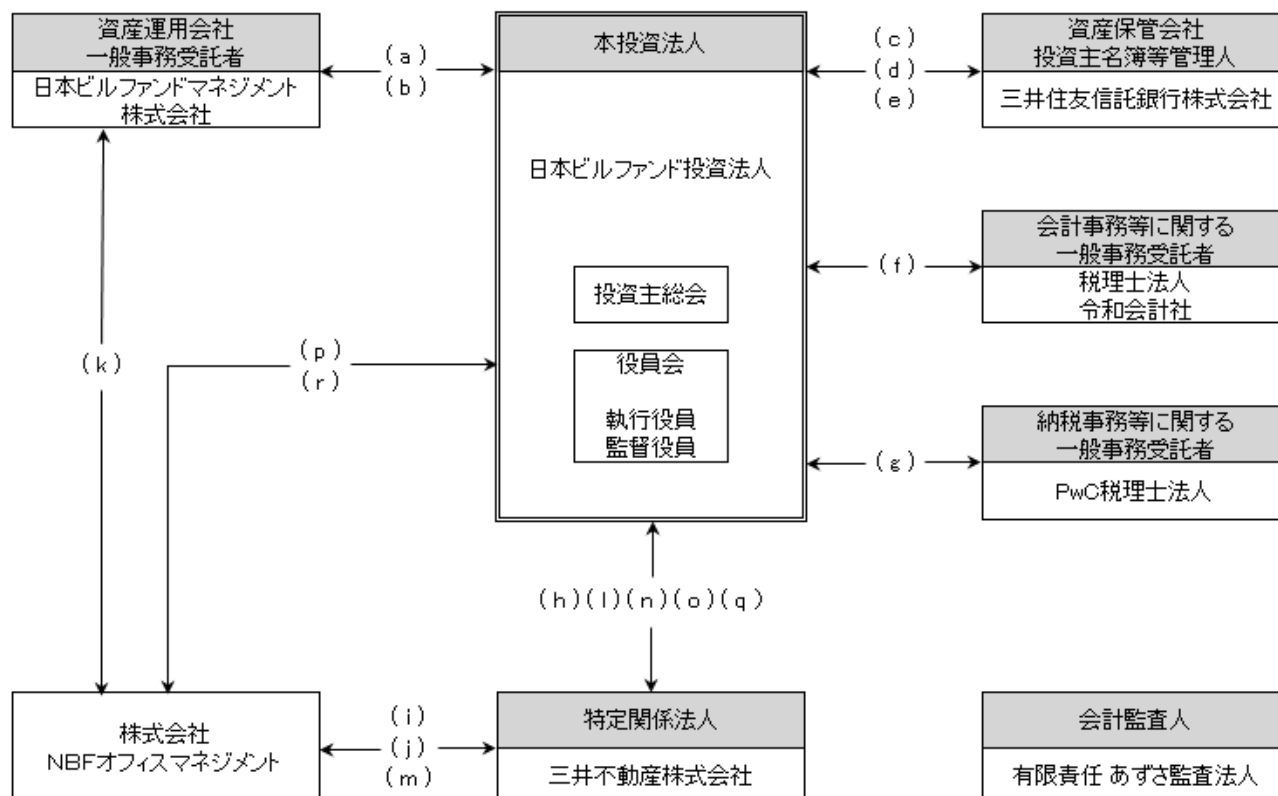 資産運用会社
一般事務受託者
日本ビルファンドマネジメント
株式会社
(a)
(b)
本投資法人
日本ビルファンド投資法人
投資主総会
役員会
執行役員
監督役員
(c)
(d)
(e)
資産保管会社
投資主名簿等管理人
三井住友信託銀行株式会社
(f)
会計事務等に関する
一般事務受託者
税理士法人
令和会計社
(k)
(p)
(r)
(g)
納税事務等に関する
一般事務受託者
PwC税理士法人
(h)(l)(n)(o)(q)
株式会社
NBFオフィスマネジメント
(i)
(j)
(m)
特定関係法人
三井不動産株式会社
会計監査人
有限責任 あずさ監査法人